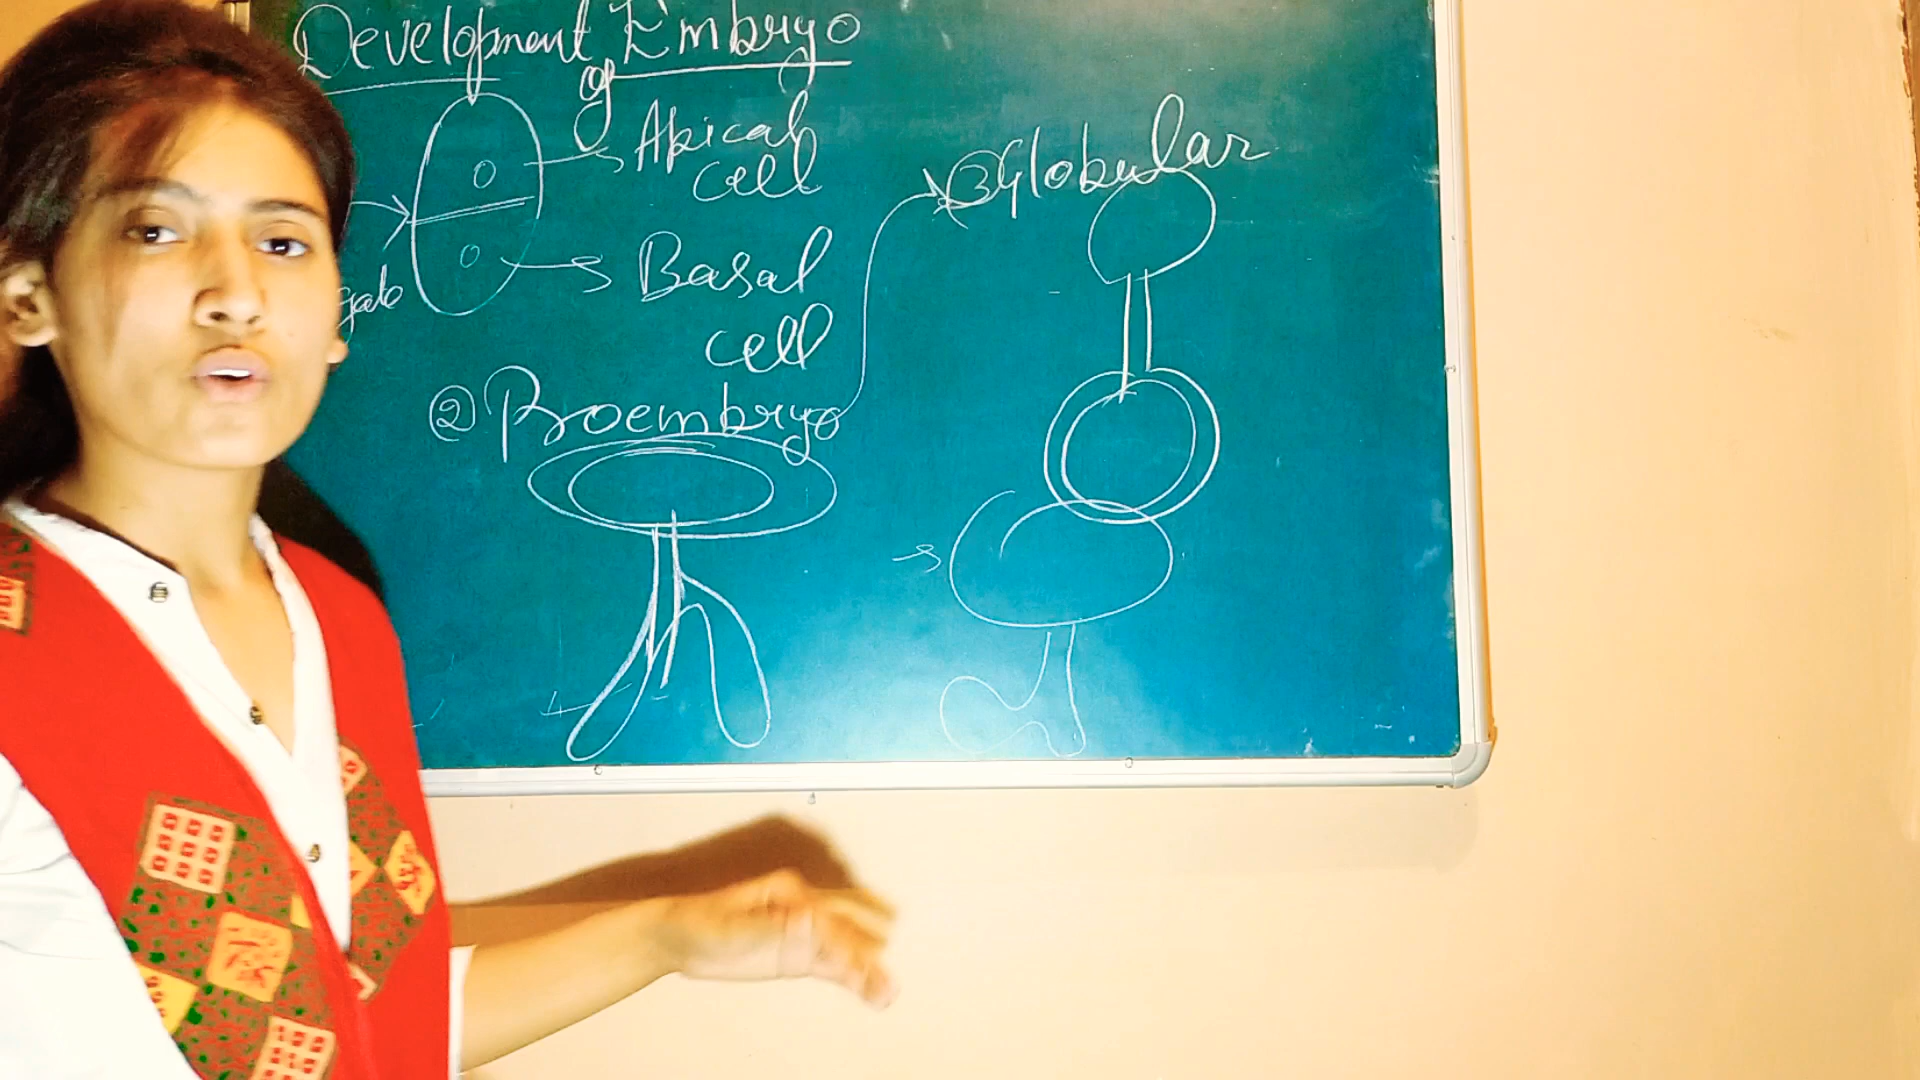 Development of Embryo
Apical
cell
Basal
cell
② Proembryo
③ Globular